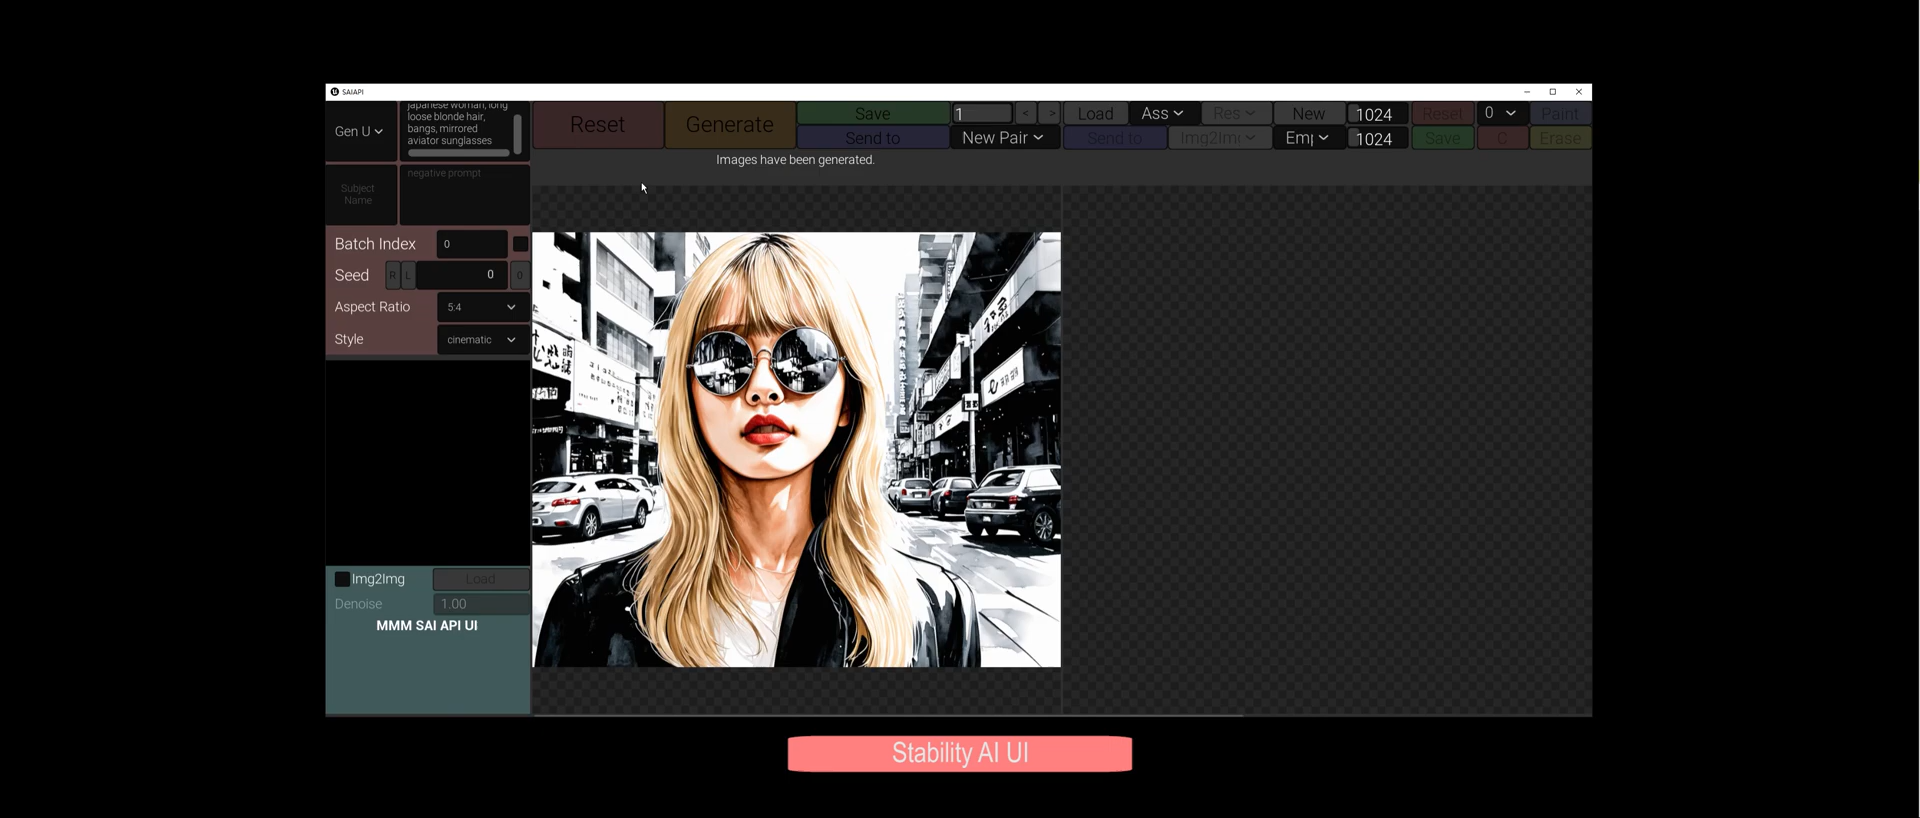 SAIAPI
Gen U
japanese woman, long
loose blonde hair,
bangs, mirrored
aviator sunglasses
Reset
Generate
Save
Send to
1
<
>
New Pair
Load
Ass
Res
New
1024
Reset
0
Paint
Send to
Img2Im
Em
1024
Save
C
Erase
Images have been generated.
Subject
Name
negative prompt
Batch Index
0
Seed
R
L
0
0
Aspect Ratio
5:4
Style
cinematic
Img2Img
Load
Denoise
1.00
MMM SAI API UI
Stability AI UI